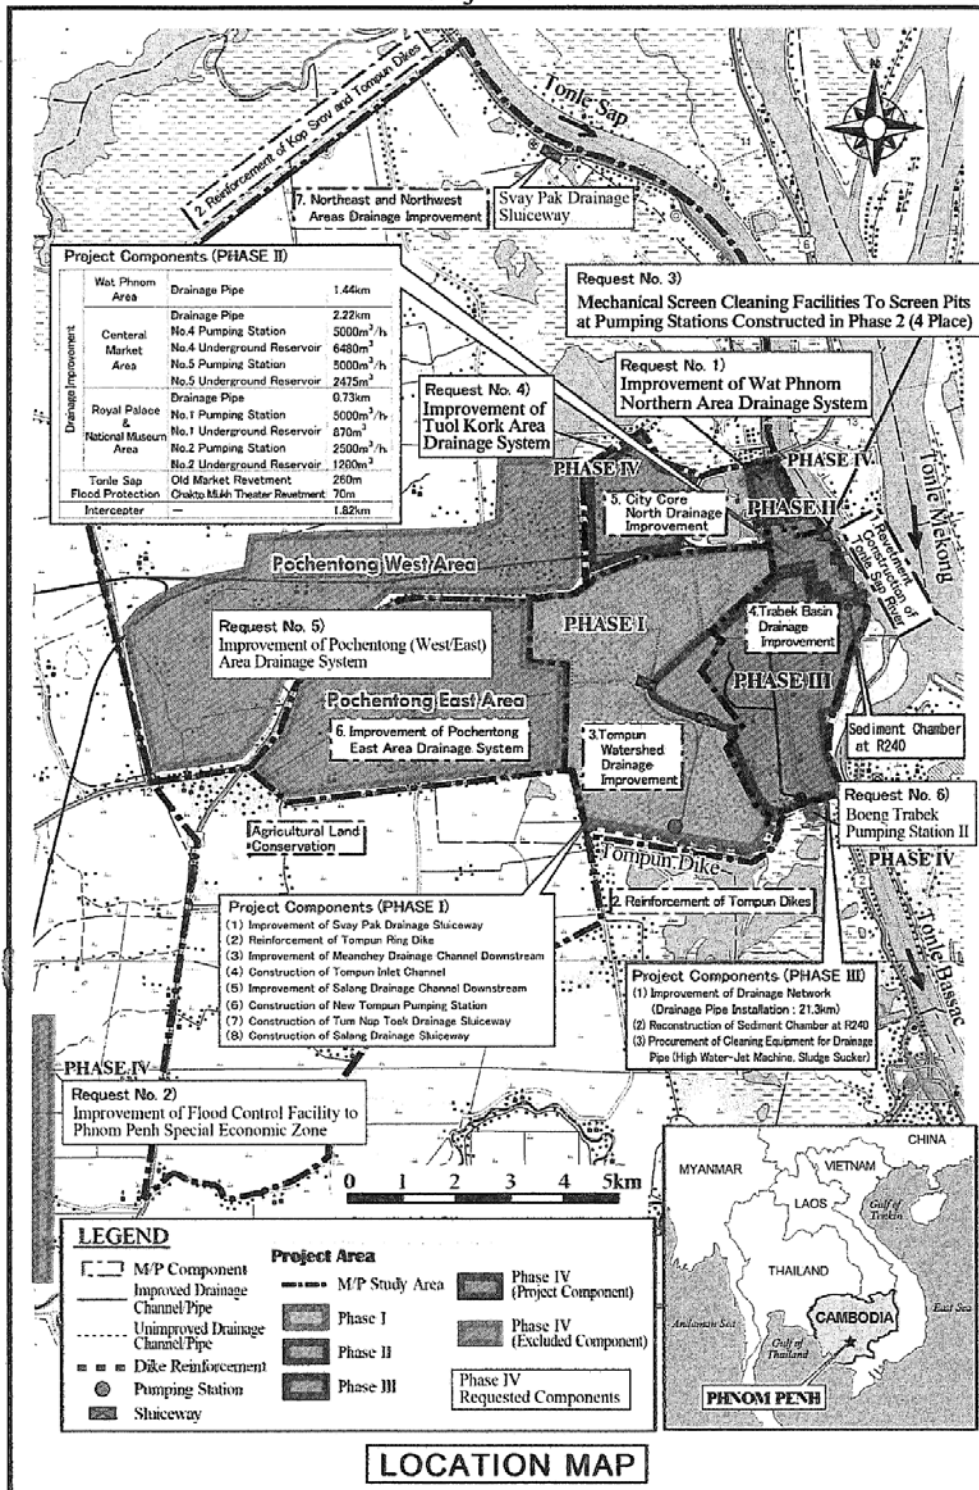 2. Reinforcement of Kop Srov and Tompun Dikes
Tonle Sap
7. Northeast and Northwest
Areas Drainage Improvement
Svay Pak Drainage
Sluiceway
6
Project Components (PHASE II)
Drainage Improvement
Wat Phnom
Area
Drainage Pipe 1.44km
Centeral
Market
Area
Drainage Pipe 2.22km
No.4 Pumping Station 5000m³/h
No.4 Underground Reservoir 6480m³
No.5 Pumping Station 5000m³/h
No.5 Underground Reservoir 2475m³
Royal Palace
&
National Museum
Area
Drainage Pipe 0.73km
No.1 Pumping Station 5000m³/h
No.1 Underground Reservoir 870m³
No.2 Pumping Station 2500m³/h
No.2 Underground Reservoir 1200m³
Tonle Sap
Flood Protection
Old Market Revetment 260m
Chakto Mukh Theater Revetment 70m
Intercepter — 1.82km
Request No. 3)
Mechanical Screen Cleaning Facilities To Screen Pits
at Pumping Stations Constructed in Phase 2 (4 Place)
Request No. 1)
Improvement of Wat Phnom
Northern Area Drainage System
Request No. 4)
Improvement of
Tuol Kork Area
Drainage System
PHASE IV
PHASE IV
5. City Core
North Drainage
Improvement
PHASE II
Tonle Mekong
Revetment
Construction of
Tonle Sap River
Pochentong West Area
PHASE I
4.Trabek Basin
Drainage
Improvement
Request No. 5)
Improvement of Pochentong (West/East)
Area Drainage System
PHASE III
Pochentong East Area
6. Improvement of Pochentong
East Area Drainage System
3.Tompun
Watershed
Drainage
Improvement
Sediment Chamber
at R240
Request No. 6)
Boeng Trabek
Pumping Station II
PHASE IV
2
Agricultural Land
Conservation
Tompun Dike
2. Reinforcement of Tompun Dikes
Tonle Bassac
Project Components (PHASE I)
(1) Improvement of Svay Pak Drainage Sluiceway
(2) Reinforcement of Tompun Ring Dike
(3) Improvement of Meanchey Drainage Channel Downstream
(4) Construction of Tompun Inlet Channel
(5) Improvement of Salang Drainage Channel Downstream
(6) Construction of New Tompun Pumping Station
(7) Construction of Tum Nup Toek Drainage Sluiceway
(8) Construction of Salang Drainage Sluiceway
Project Components (PHASE III)
(1) Improvement of Drainage Network
(Drainage Pipe Installation : 21.3km)
(2) Reconstruction of Sediment Chamber at R240
(3) Procurement of Cleaning Equipment for Drainage
Pipe (High Water-Jet Machine, Sludge Sucker)
PHASE IV
Request No. 2)
Improvement of Flood Control Facility to
Phnom Penh Special Economic Zone
0 1 2 3 4 5km
LEGEND
M/P Component
Improved Drainage
Channel/Pipe
Unimproved Drainage
Channel/Pipe
Dike Reinforcement
Pumping Station
Sluiceway
Project Area
M/P Study Area
Phase I
Phase II
Phase III
Phase IV
(Project Component)
Phase IV
(Excluded Component)
Phase IV
Requested Components
CHINA
MYANMAR
VIETNAM
LAOS
Gulf of
Tonkin
THAILAND
CAMBODIA
East Sea
Andaman Sea
Gulf of
Thailand
PHNOM PENH
LOCATION MAP